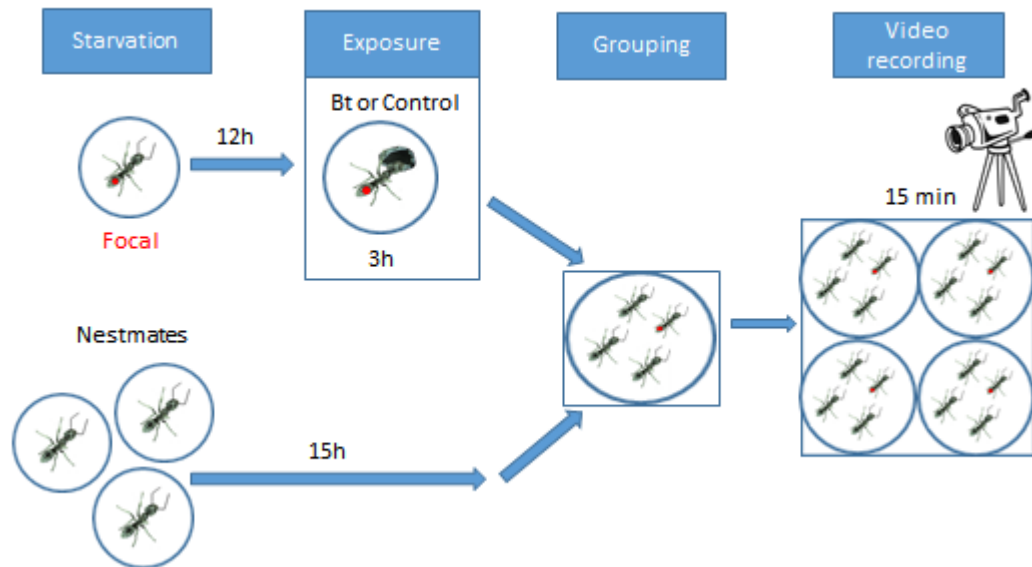 Starvation
Exposure
Grouping
Video
recording
Bt or Control
12h
15 min
Focal
3h
Nestmates
15h